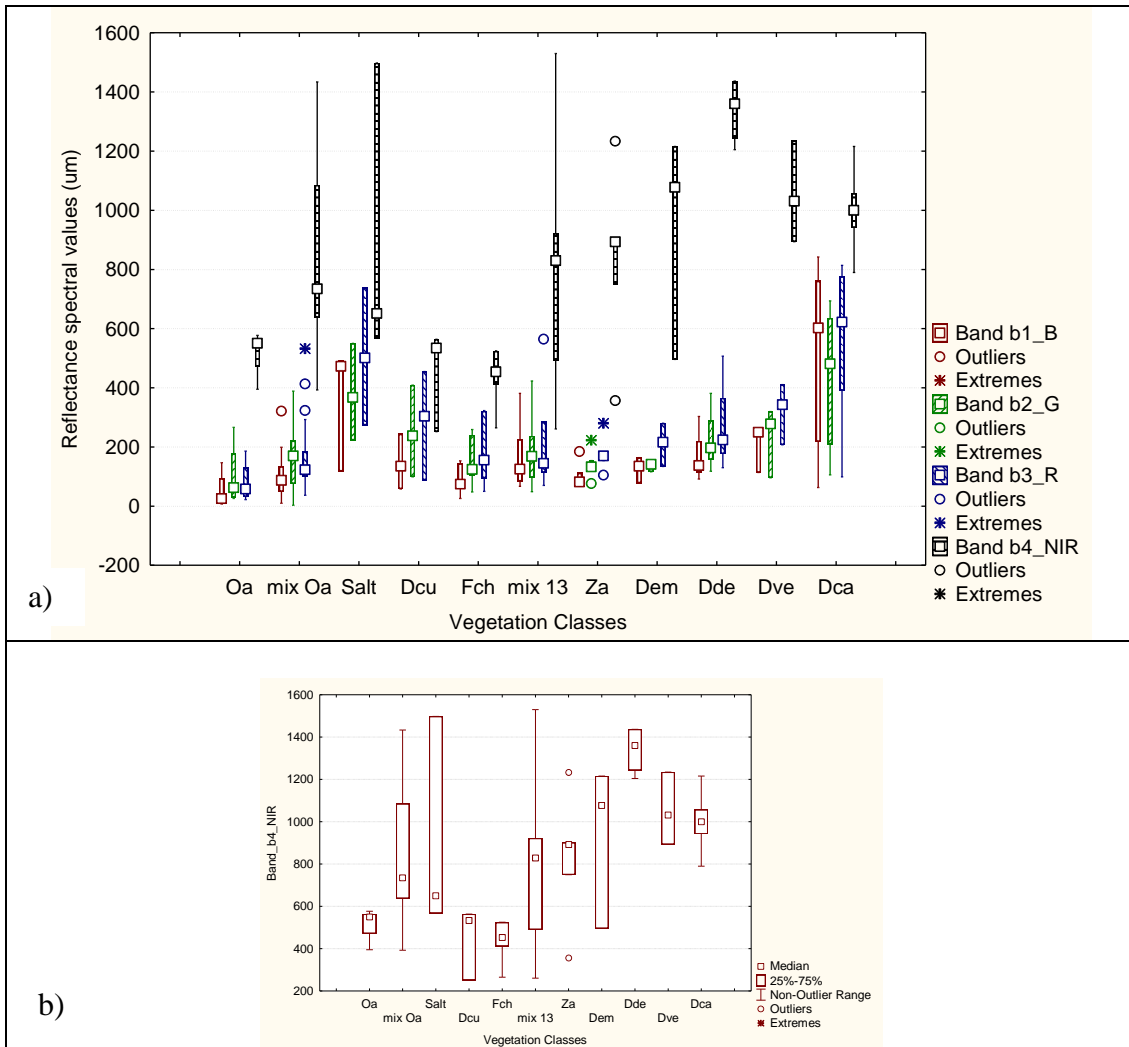 1600
1400
1200
1000
800
600
400
200
0
-200
Reflectance spectral values (um)
Oa mix Oa Salt Dcu Fch mix 13 Za Dem Dde Dve Dca
Vegetation Classes
Band b1_B
Outliers
Extremes
Band b2_G
Outliers
Extremes
Band b3_R
Outliers
Extremes
Band b4_NIR
Outliers
Extremes
a)
1600
1400
1200
1000
800
600
400
200
Band_b4_NIR
Oa Salt Fch Za Dde Dca
mix Oa Dcu mix 13 Dem Dve
Vegetation Classes
Median
25%-75%
Non-Outlier Range
Outliers
Extremes
b)